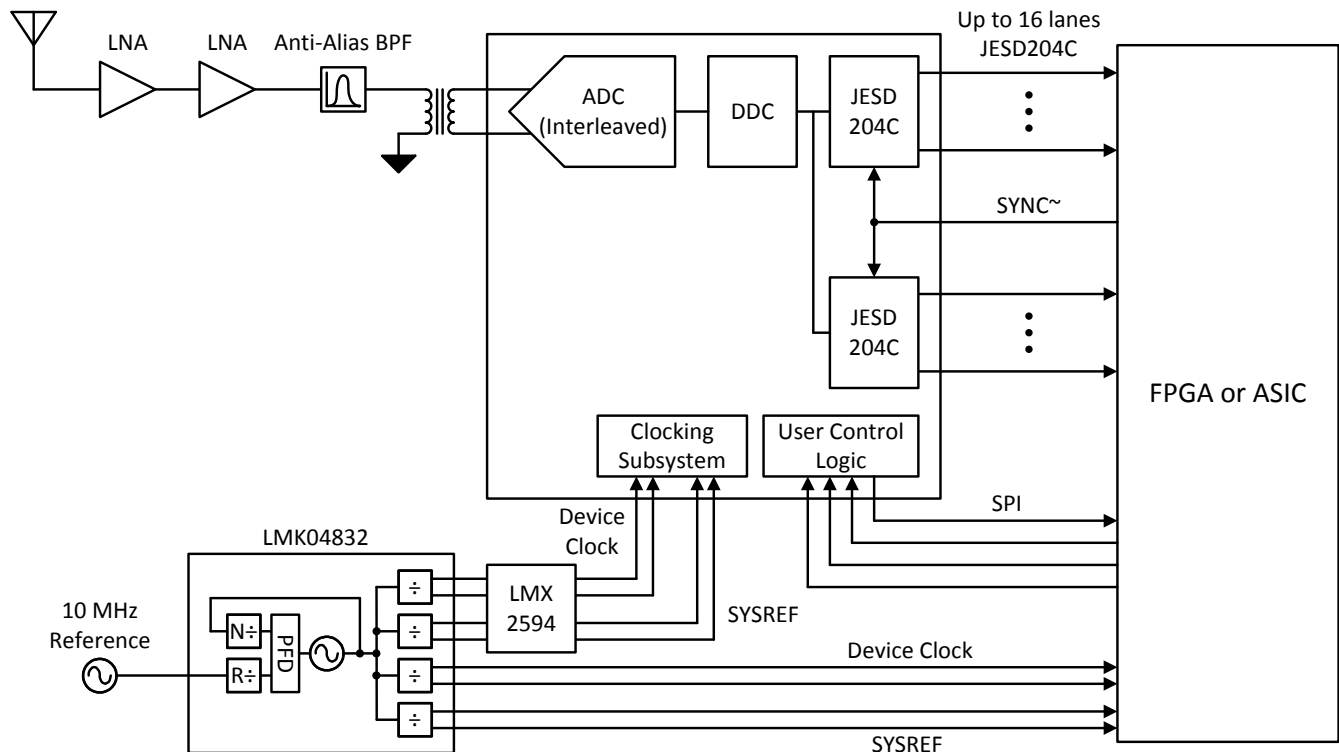 Up to 16 lanes
JESD204C
LNA
LNA
Anti-Alias BPF
ADC
(Interleaved)
DDC
JESD
204C
SYNC~
JESD
204C
FPGA or ASIC
Clocking
Subsystem
User Control
Logic
SPI
Device
Clock
LMK04832
÷
LMX
2594
SYSREF
10 MHz
Reference
N÷
PFD
÷
R÷
÷
Device Clock
÷
SYSREF